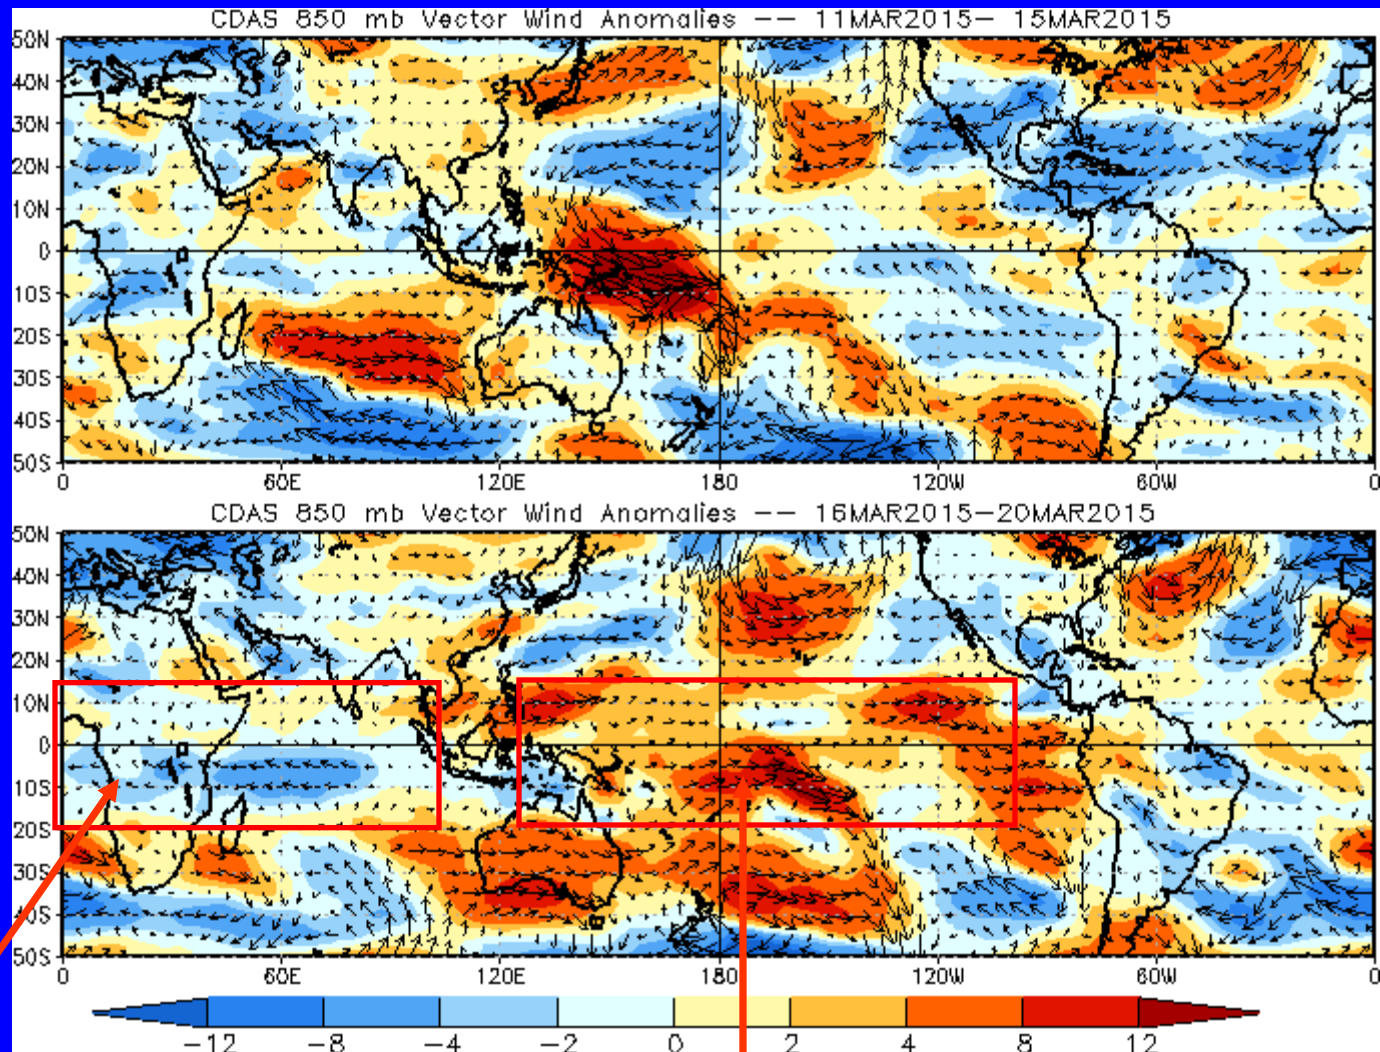 CDAS 850 mb Vector Wind Anomalies -- 11MAR2015- 15MAR2015
50N
40N
30N
20N
10N
0
10S
20S
30S
40S
50S
0 60E 120E 180 120W 60W 0
CDAS 850 mb Vector Wind Anomalies -- 16MAR2015-20MAR2015
50N
40N
30N
20N
10N
0
10S
20S
30S
40S
50S
0 60E 120E 180 120W 60W 0
-12 -8 -4 -2 0 2 4 8 12